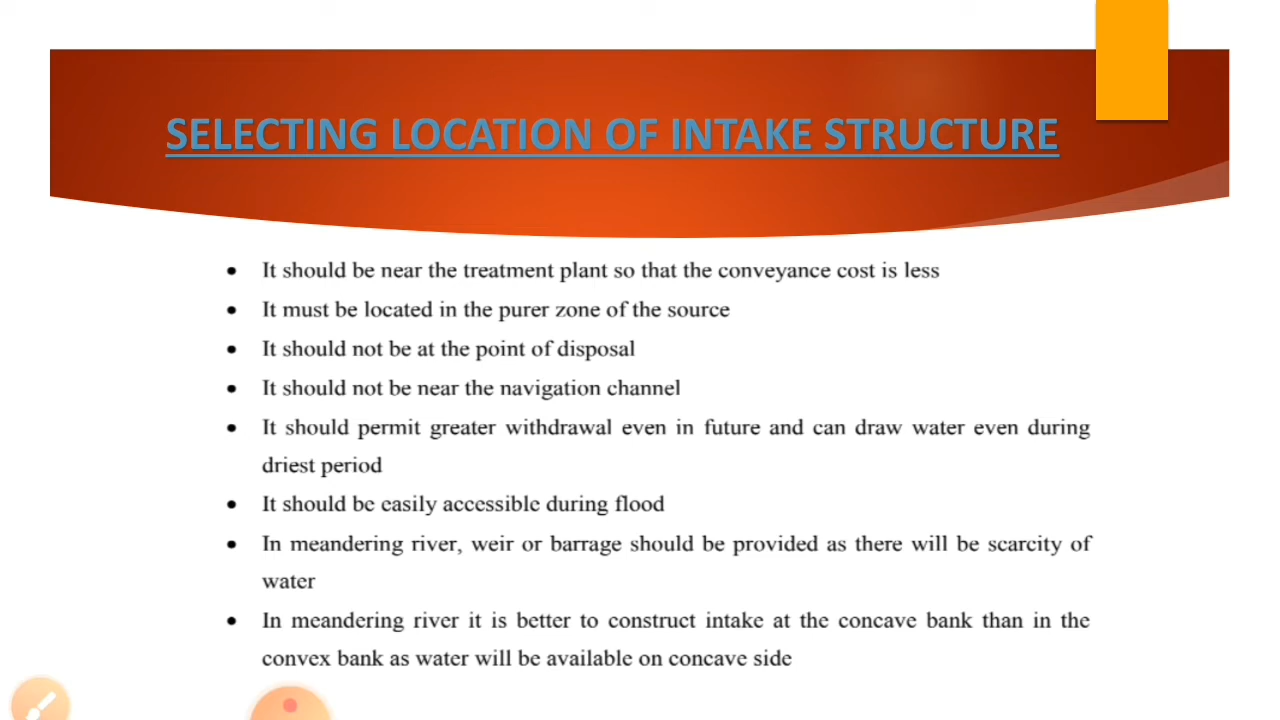 SELECTING LOCATION OF INTAKE STRUCTURE
• It should be near the treatment plant so that the conveyance cost is less
• It must be located in the purer zone of the source
• It should not be at the point of disposal
• It should not be near the navigation channel
• It should permit greater withdrawal even in future and can draw water even during
driest period
• It should be easily accessible during flood
• In meandering river, weir or barrage should be provided as there will be scarcity of
water
• In meandering river it is better to construct intake at the concave bank than in the
convex bank as water will be available on concave side